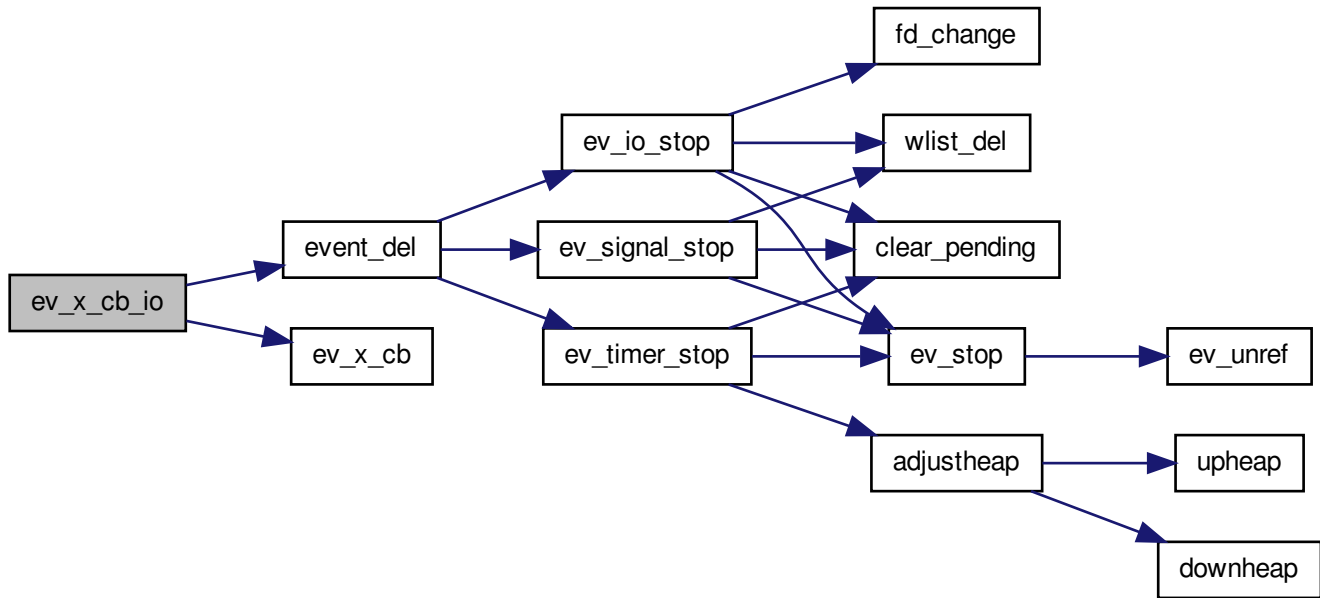 ev_x_cb_io
event_del
ev_x_cb
ev_io_stop
ev_signal_stop
ev_timer_stop
fd_change
wlist_del
clear_pending
ev_stop
adjustheap
ev_unref
upheap
downheap